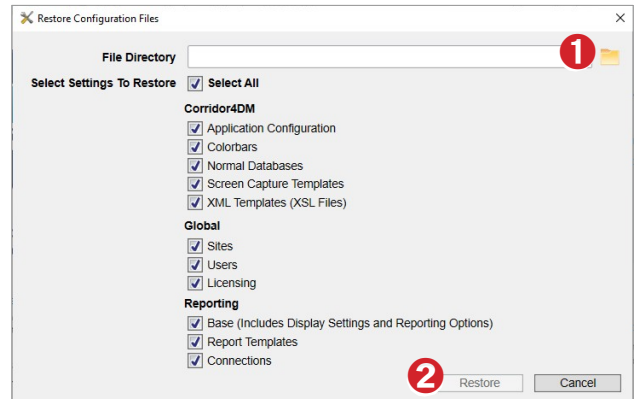 Restore Configuration Files
File Directory
1
Select Settings To Restore Select All
Corridor4DM
Application Configuration
Colorbars
Normal Databases
Screen Capture Templates
XML Templates (XSL Files)
Global
Sites
Users
Licensing
Reporting
Base (Includes Display Settings and Reporting Options)
Report Templates
Connections
2
Restore Cancel